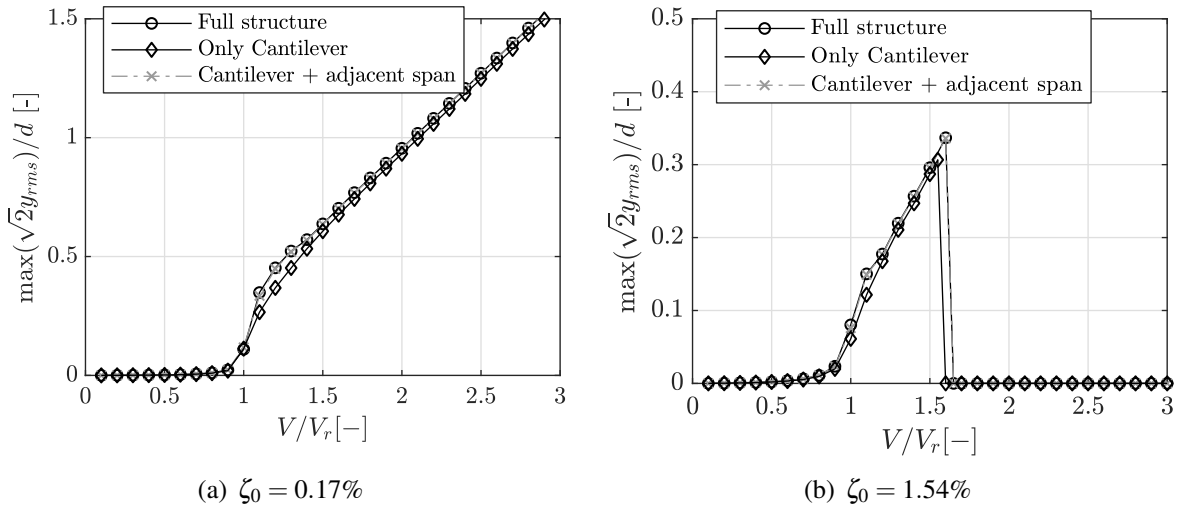 Full structure
Only Cantilever
Cantilever + adjacent span
1.5
1
0.5
0
0
0.5
1
1.5
2
2.5
3
max(√2y_rms)/d [-]
V/V_r[−]
(a) ζ₀ = 0.17%
Full structure
Only Cantilever
Cantilever + adjacent span
0.5
0.4
0.3
0.2
0.1
0
0
0.5
1
1.5
2
2.5
3
max(√2y_rms)/d [-]
V/V_r[−]
(b) ζ₀ = 1.54%